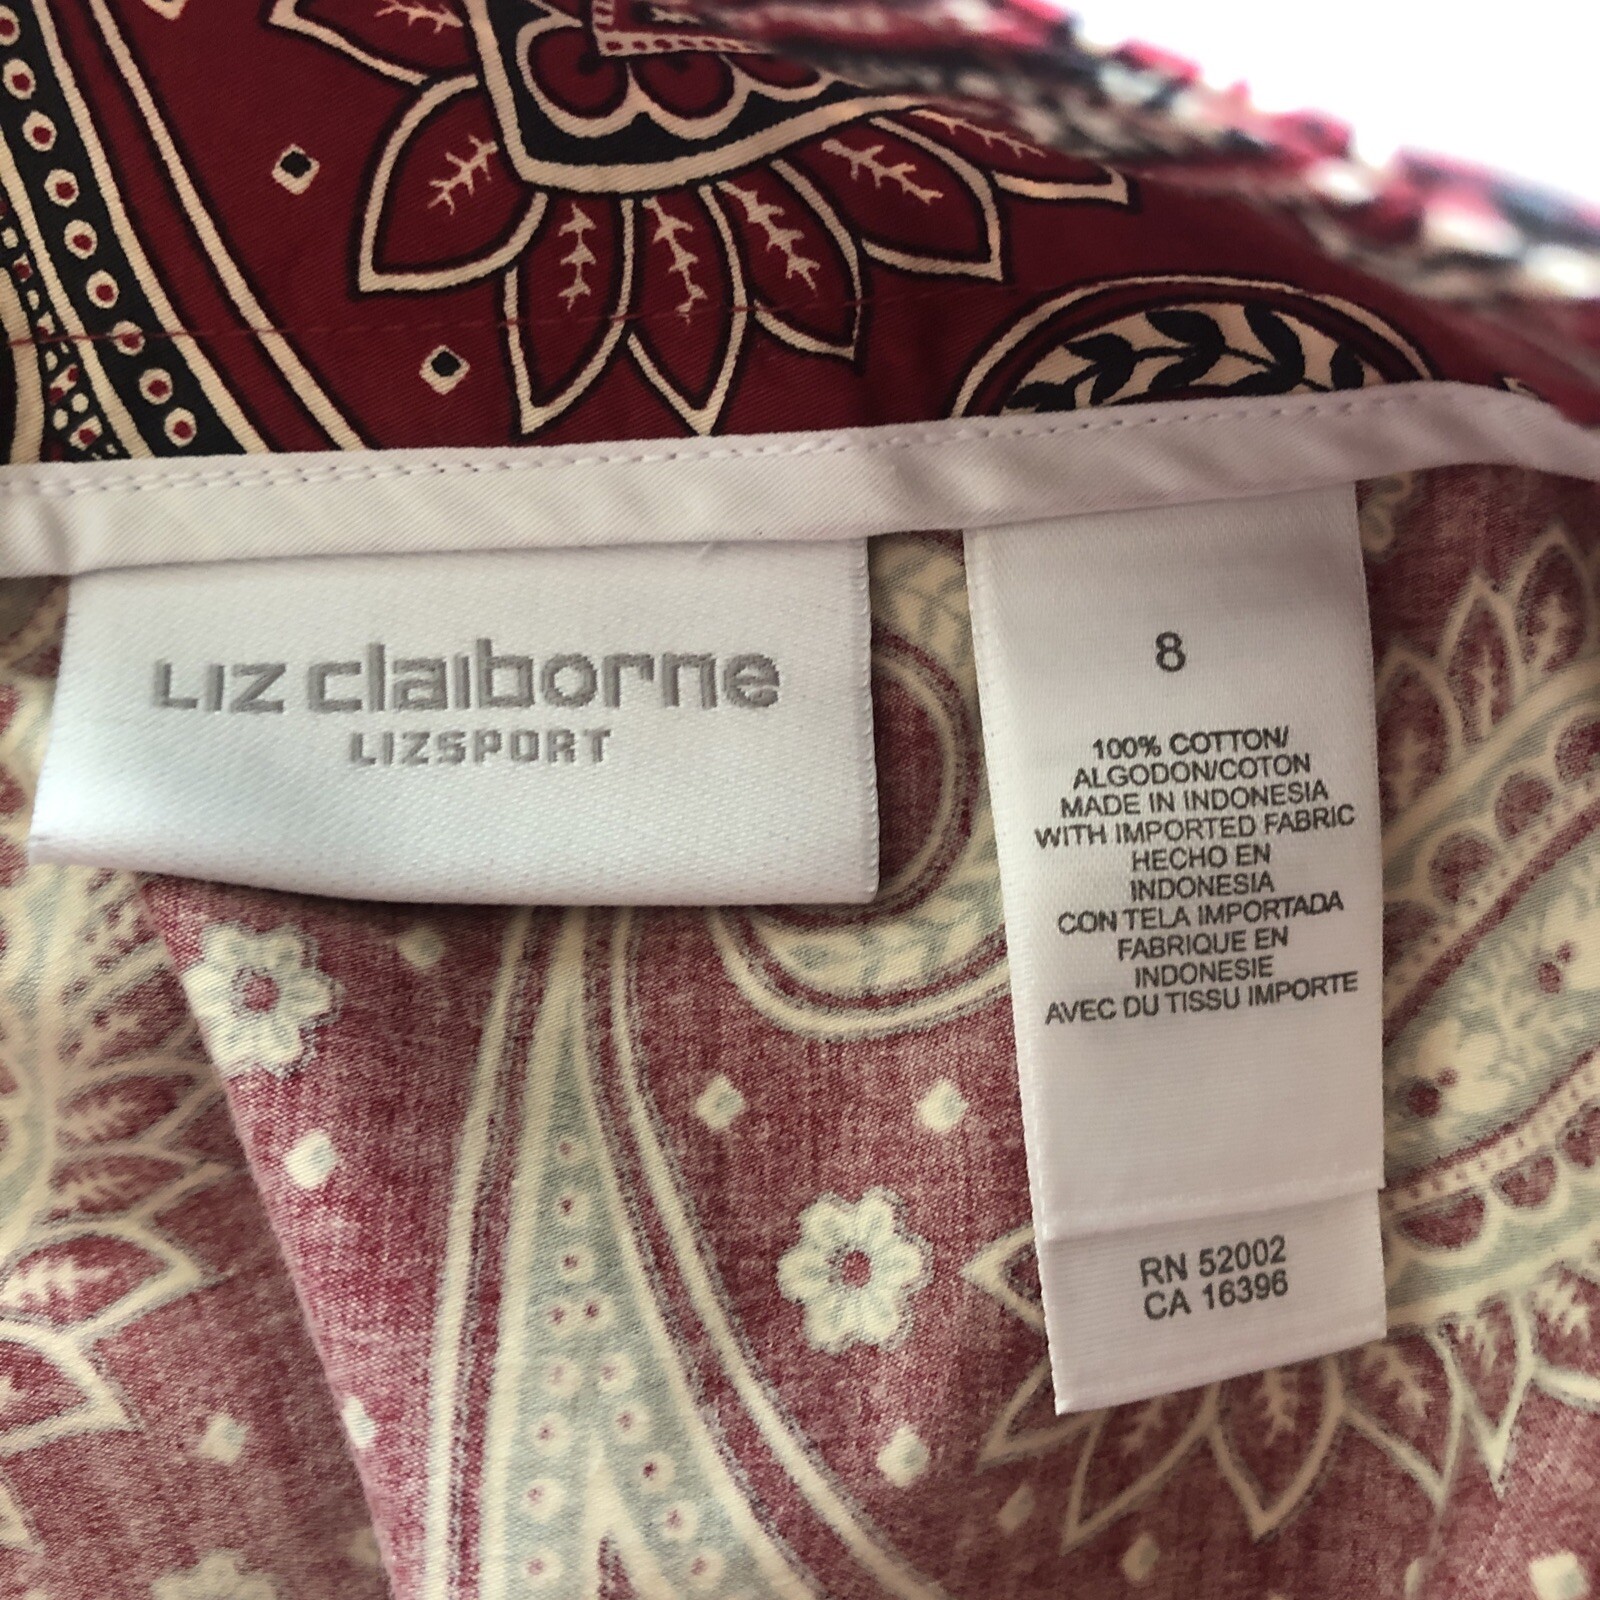 LIZ claiborne
LIZSPORT
8
100% COTTON/
ALGODON/COTON
MADE IN INDONESIA
WITH IMPORTED FABRIC
HECHO EN
INDONESIA
CON TELA IMPORTADA
FABRIQUE EN
INDONESIE
AVEC DU TISSU IMPORTE
RN 52002
CA 16396